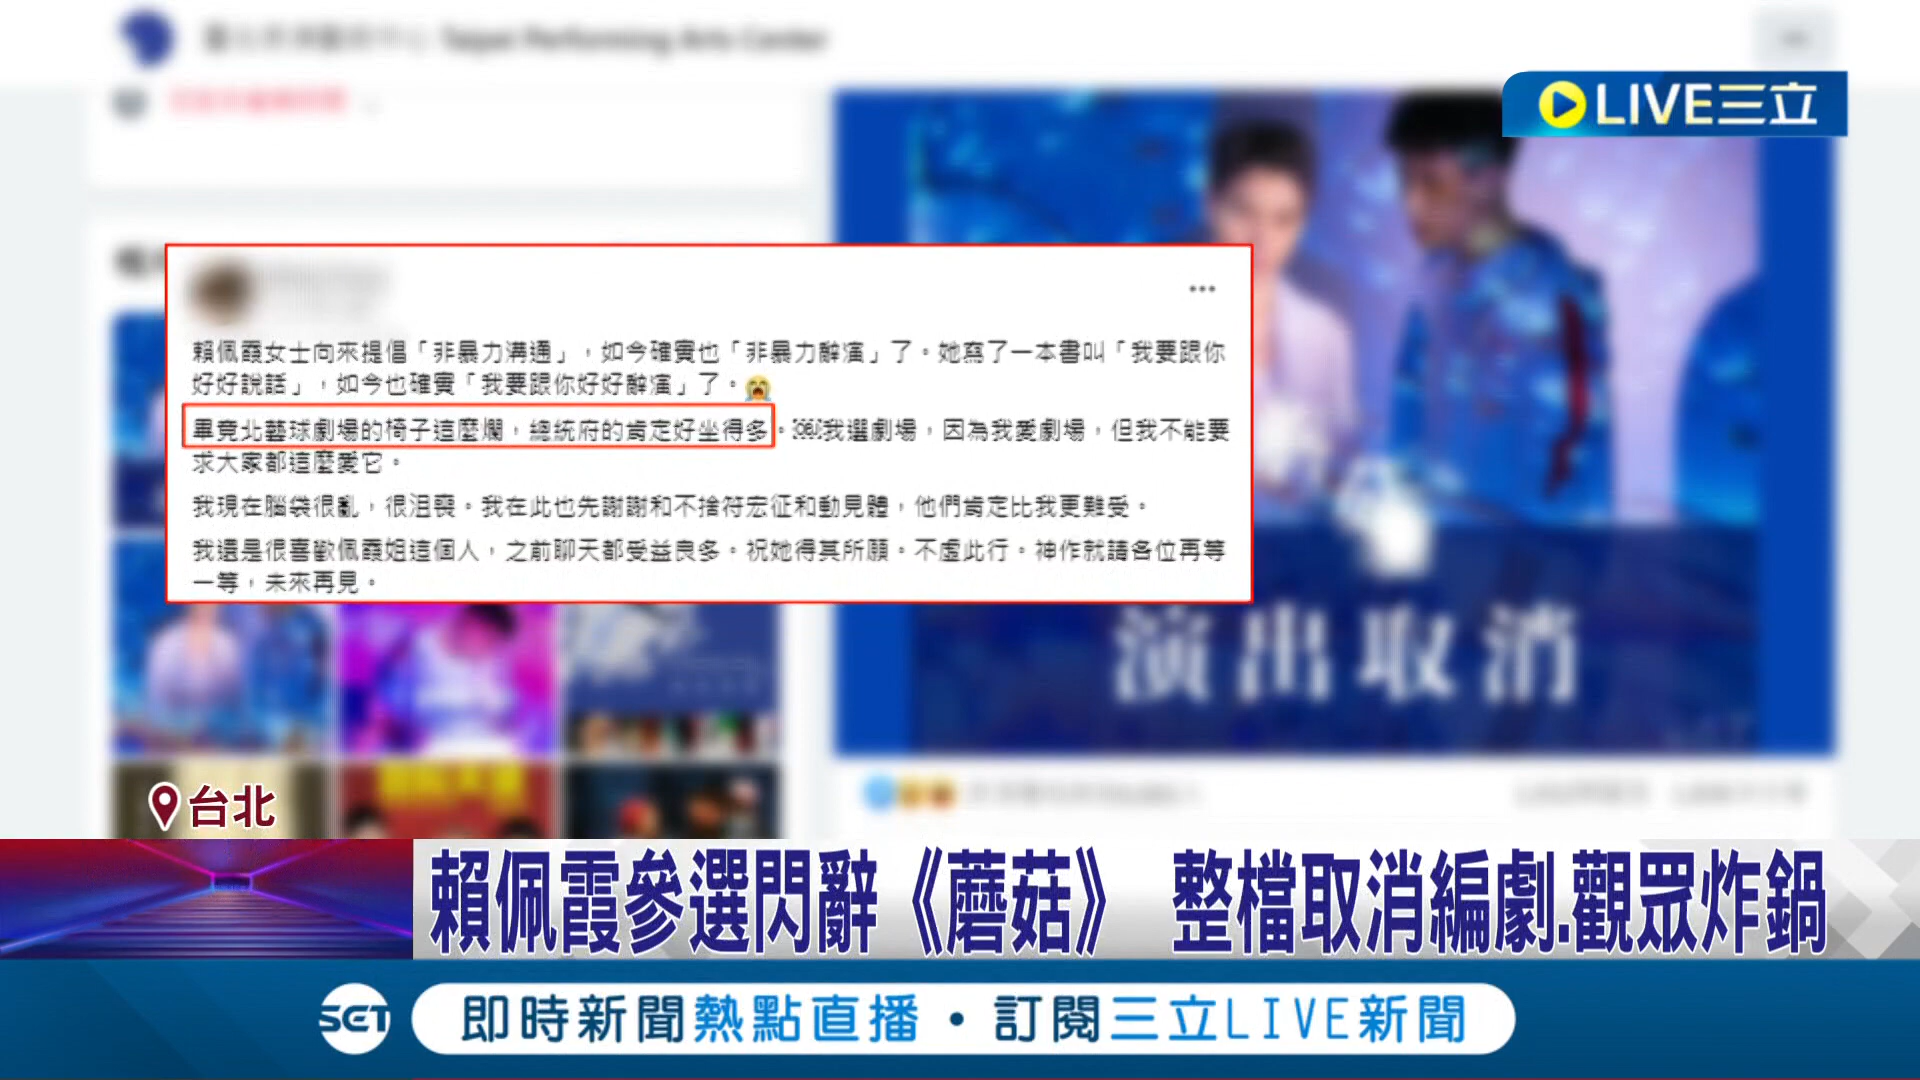 Taipei Performing Arts Center
LIVE三立
賴佩霞女士向來提倡「非暴力溝通」，如今確實也「非暴力辭演」了。她寫了一本書叫「我要跟你
好好說話」，如今也確實「我要跟你好好辭演」了。😭
畢竟北藝球劇場的椅子這麼爛，總統府的肯定好坐得多。我選劇場，因為我愛劇場，但我不能要
求大家都這麼愛它。
我現在腦袋很亂，很沮喪。我在此也先謝謝和不捨符宏征和動見體，他們肯定比我更難受。
我還是很喜歡佩霞姐這個人，之前聊天都受益良多。祝她得其所願。不虛此行。神作就請各位再等
一等，未來再見。
演出取消
台北
賴佩霞參選閃辭《蘑菇》 整檔取消編劇.觀眾炸鍋
SET 即時新聞熱點直播・訂閱三立LIVE新聞